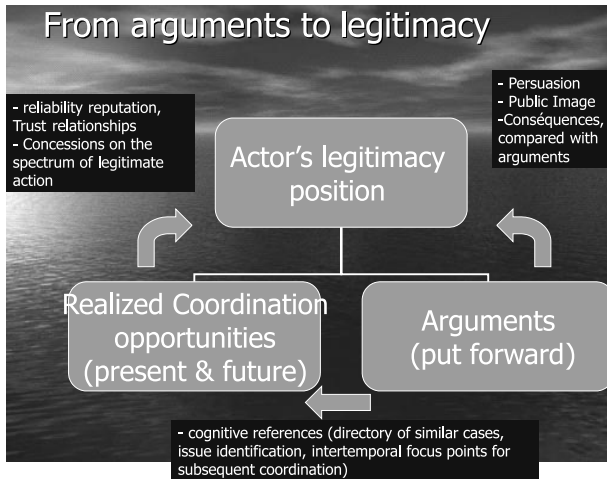 From arguments to legitimacy
- reliability reputation,
Trust relationships
- Concessions on the
spectrum of legitimate
action
- Persuasion
- Public Image
-Conséquences,
compared with
arguments
Actor's legitimacy
position
Realized Coordination
opportunities
(present & future)
Arguments
(put forward)
- cognitive references (directory of similar cases,
issue identification, intertemporal focus points for
subsequent coordination)